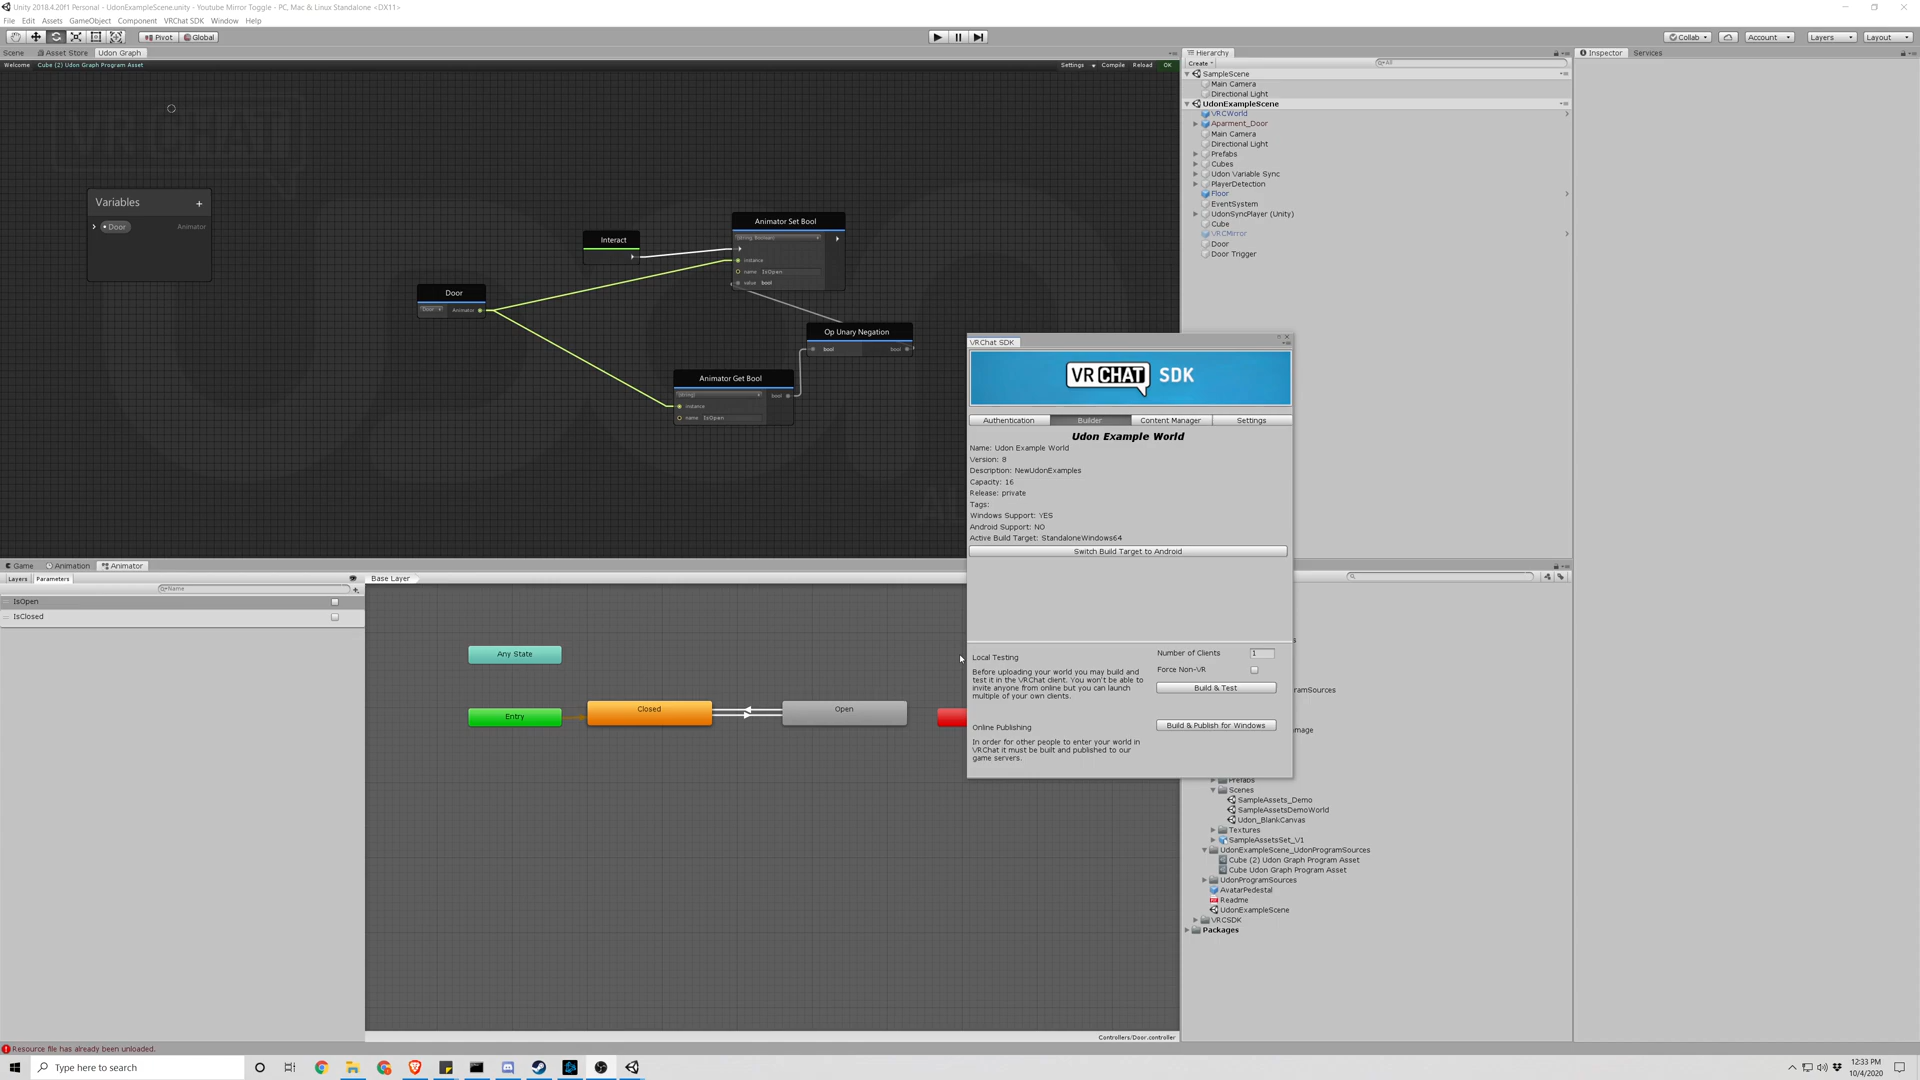 Unity 2018.4.20f1 Personal - UdonExampleScene.unity - Youtube Mirror Toggle - PC, Mac & Linux Standalone <DX11>
File Edit Assets GameObject Component VRChat SDK Window Help
Pivot Global
Collab Account Layers Layout
Scene Asset Store Udon Graph
Welcome Cube (2) Udon Graph Program Asset
Settings Compile Reload OK
VRCHAT
Variables +
Door Animator
Interact
Animator Set Bool
(string, Boolean)
instance
name IsOpen
value bool
Door
Door Animator
Op Unary Negation
bool bool
Animator Get Bool
(string) bool
instance
name IsOpen
Hierarchy
Create
All
SampleScene
Main Camera
Directional Light
UdonExampleScene
VRCWorld
Aparment_Door
Main Camera
Directional Light
Prefabs
Cubes
Udon Variable Sync
PlayerDetection
Floor
EventSystem
UdonSyncPlayer (Unity)
Cube
VRCMirror
Door
Door Trigger
Inspector Services
VRChat SDK
VR CHAT SDK
Authentication Builder Content Manager Settings
Udon Example World
Name: Udon Example World
Version: 8
Description: NewUdonExamples
Capacity: 16
Release: private
Tags:
Windows Support: YES
Android Support: NO
Active Build Target: StandaloneWindows64
Switch Build Target to Android
Local Testing
Before uploading your world you may build and
test it in the VRChat client. You won't be able to
invite anyone from online but you can launch
multiple of your own clients.
Number of Clients 1
Force Non-VR
Build & Test
Online Publishing
In order for other people to enter your world in
VRChat it must be built and published to our
game servers.
Build & Publish for Windows
Game Animation Animator
Layers Parameters
Name
IsOpen
IsClosed
Base Layer
Any State
Entry
Closed
Open
Controllers/Door.controller
ramSources
mage
Prefabs
Scenes
SampleAssets_Demo
SampleAssetsDemoWorld
Udon_BlankCanvas
Textures
SampleAssetsSet_V1
UdonExampleScene_UdonProgramSources
Cube (2) Udon Graph Program Asset
Cube Udon Graph Program Asset
UdonProgramSources
AvatarPedestal
Readme
UdonExampleScene
VRCSDK
Packages
Resource file has already been unloaded.
Type here to search
12:33 PM
10/4/2020